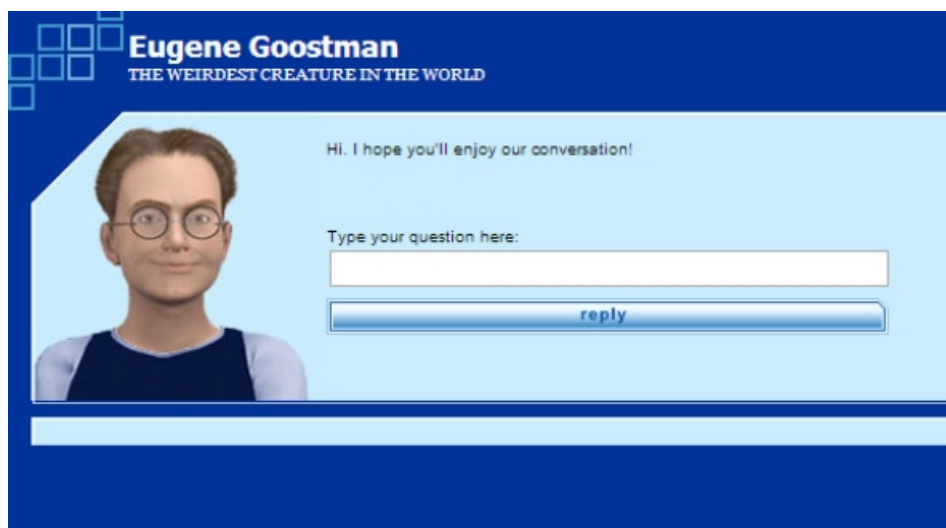 Eugene Goostman
THE WEIRDEST CREATURE IN THE WORLD
Hi. I hope you'll enjoy our conversation!
Type your question here:
reply